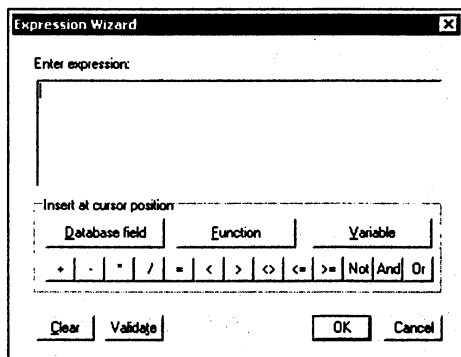 Expression Wizard
Enter expression:
Insert at cursor position
Database field Function Variable
+ - * / = < > <> <= >= Not And Or
Clear Validate OK Cancel